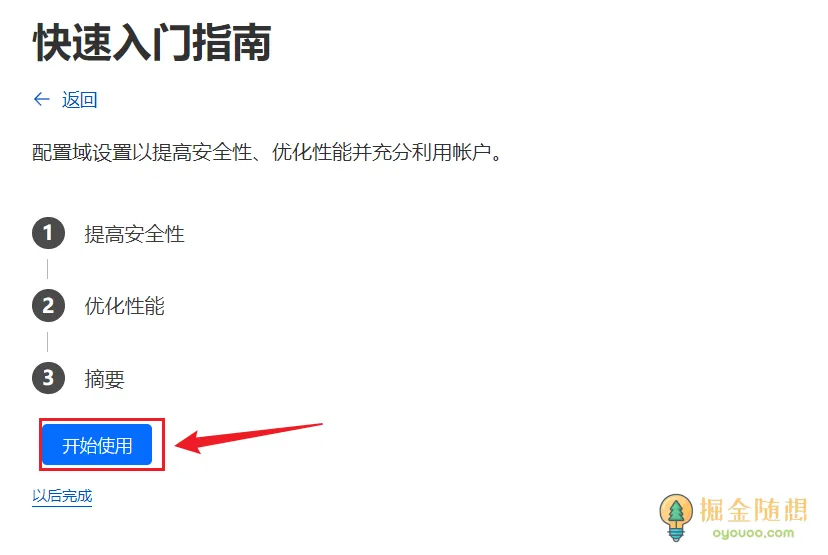 快速入门指南
← 返回
配置域设置以提高安全性、优化性能并充分利用帐户。
1 提高安全性
2 优化性能
3 摘要
开始使用
以后完成
掘金随想
oyouoo.com